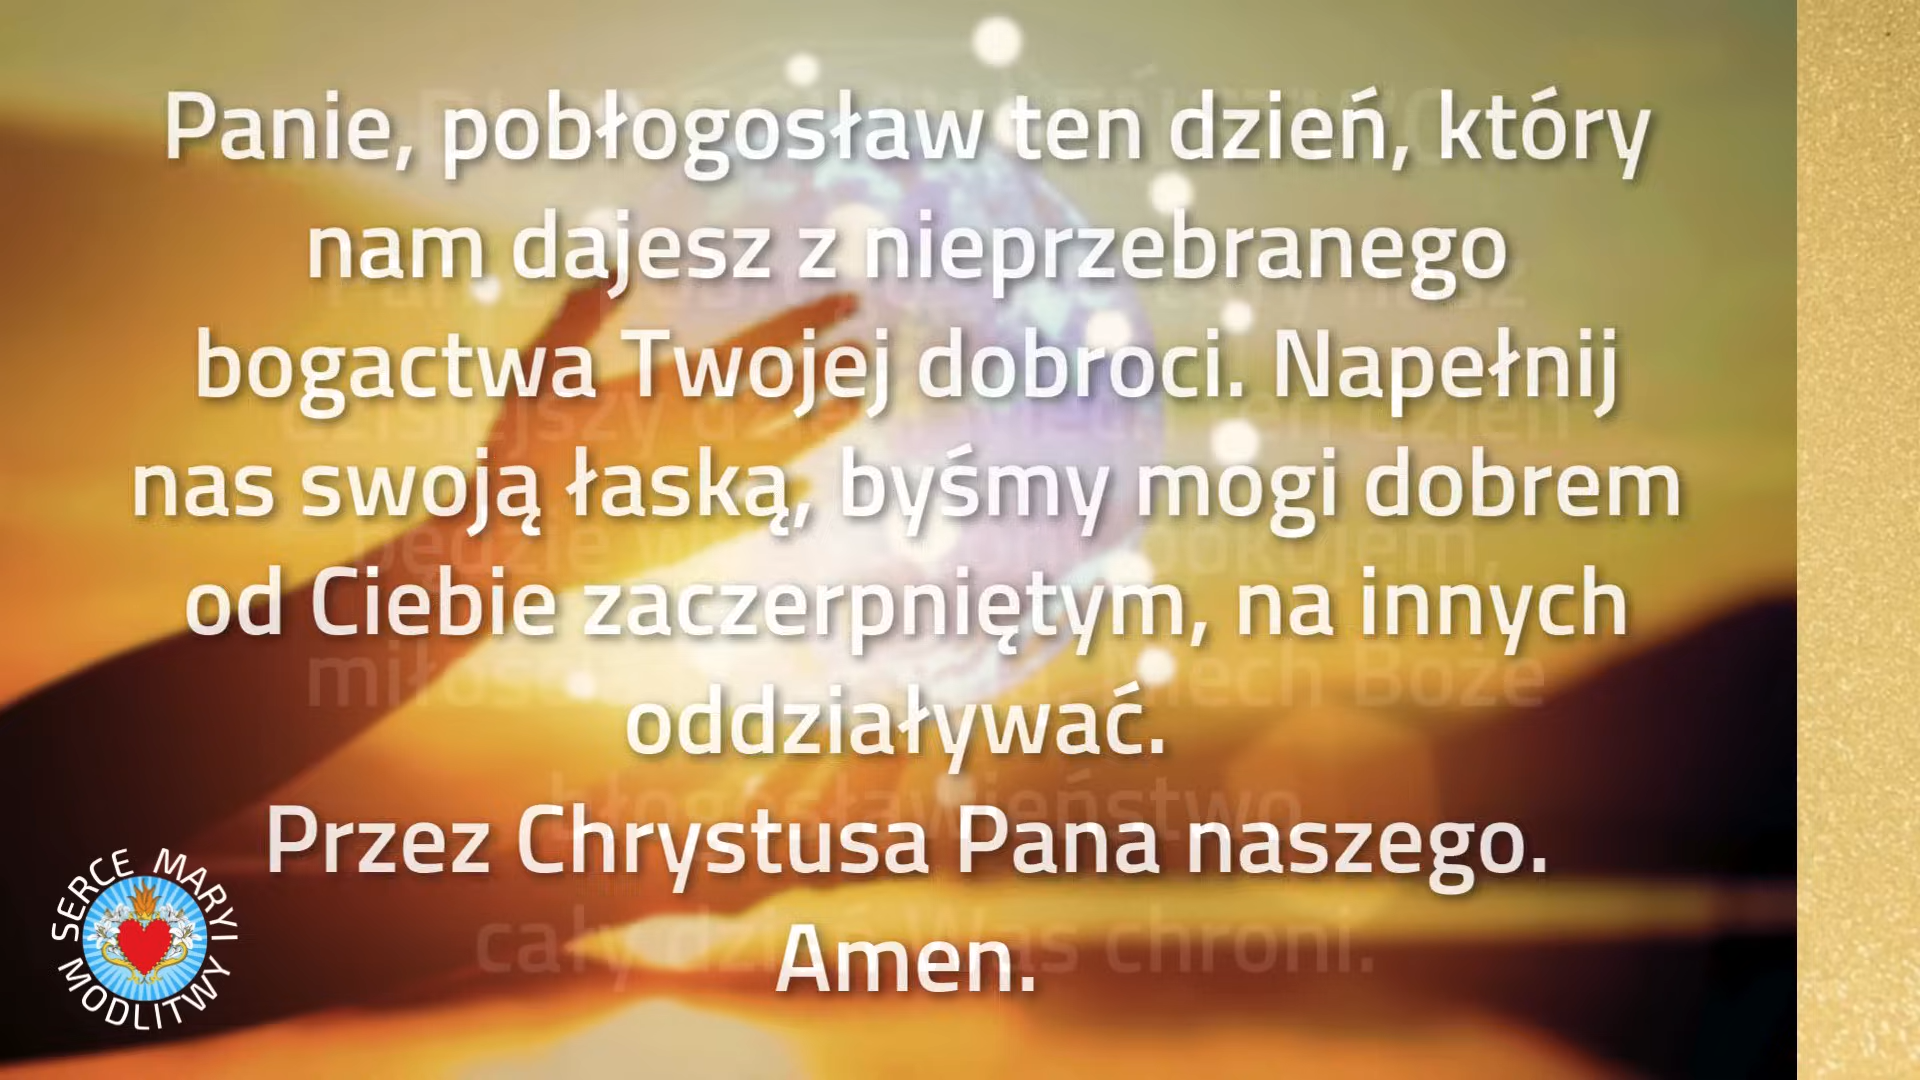 Panie, pobłogosław ten dzień, który
nam dajesz z nieprzebranego
bogactwa Twojej dobroci. Napełnij
nas swoją łaską, byśmy mogi dobrem
od Ciebie zaczerpniętym, na innych
oddziaływać.
Przez Chrystusa Pana naszego.
Amen.
SERCE MARYI
MODLITWY